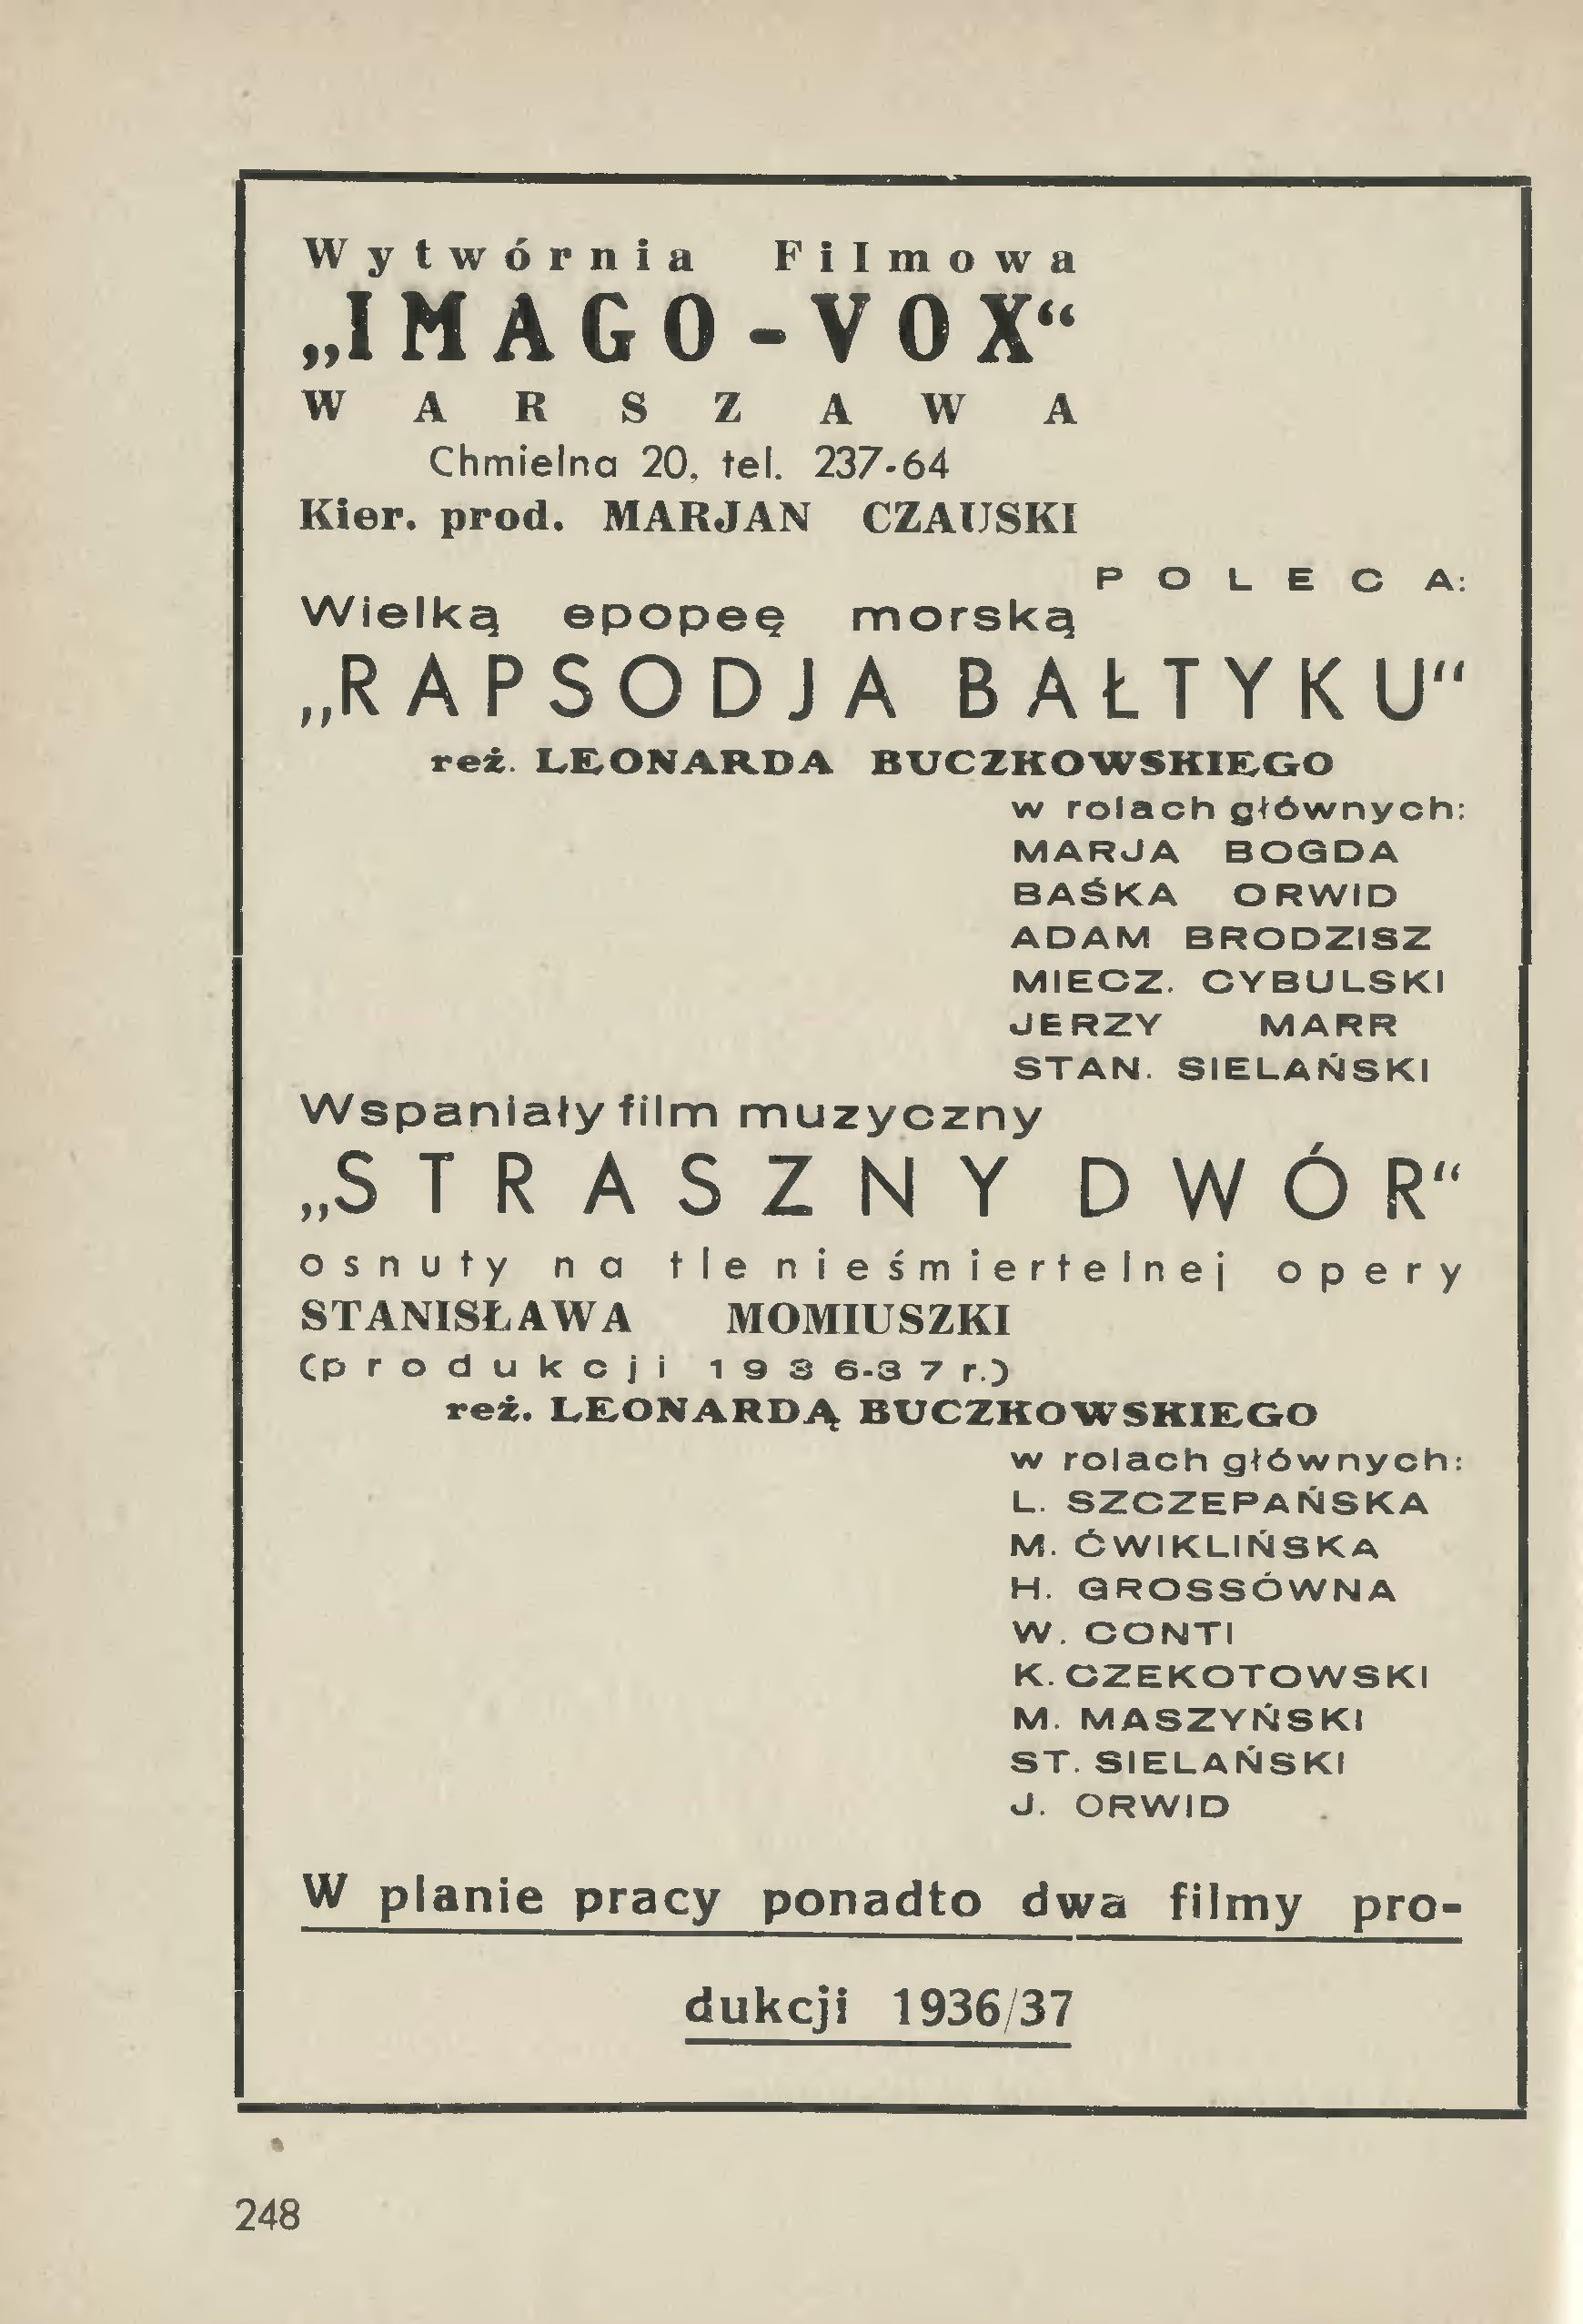 Wytwórnia Filmowa
„IMAGO-VOX“
WARSZAWA
Chmielna 20, tel. 237-64
Kier. prod. MARJAN CZAUSKI
POLECA:
Wielką epopeę morską
„RAPSODJA BAŁTYKU“
reż. LEONARDA BUCZKOWSKIEGO
w rolach głównych:
MARJA BOGDA
BAŚKA ORWID
ADAM BRODZISZ
MIECZ. CYBULSKI
JERZY MARR
STAN. SIELAŃSKI
Wspaniały film muzyczny
„STRASZNY DWÓR“
osnuty na tle nieśmiertelnej opery
STANISŁAWA MOMIUSZKI
(produkcji 1936-37 r.)
reż. LEONARDĄ BUCZKOWSKIEGO
w rolach głównych:
L. SZCZEPAŃSKA
M. ĆWIKLIŃSKA
H. GROSSÓWNA
W. CONTI
K. CZEKOTOWSKI
M. MASZYŃSKI
ST. SIELAŃSKI
J. ORWID
W planie pracy ponadto dwa filmy pro-
dukcji 1936/37
248